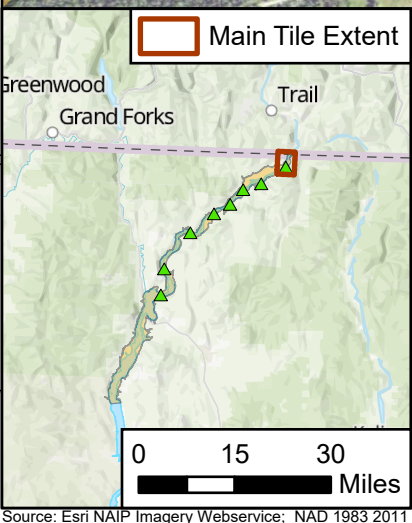 Main Tile Extent
Greenwood
Trail
Grand Forks
0 15 30
Miles
Source: Esri NAIP Imagery Webservice; NAD 1983 2011